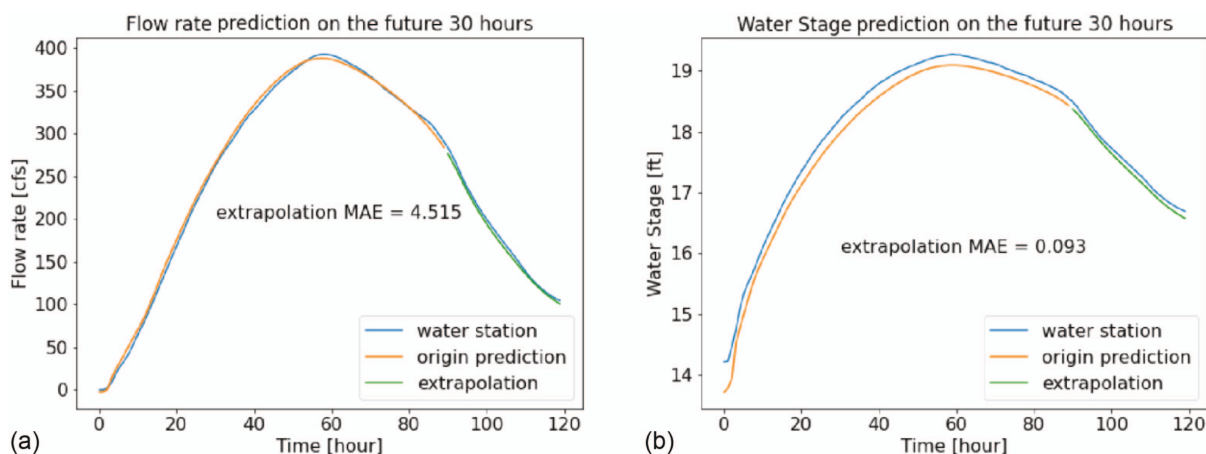 Flow rate prediction on the future 30 hours
400
350
300
250
200
150
100
50
0
Flow rate [cfs]
extrapolation MAE = 4.515
water station
origin prediction
extrapolation
0 20 40 60 80 100 120
Time [hour]
(a)
Water Stage prediction on the future 30 hours
19
18
17
16
15
14
Water Stage [ft]
extrapolation MAE = 0.093
water station
origin prediction
extrapolation
0 20 40 60 80 100 120
Time [hour]
(b)